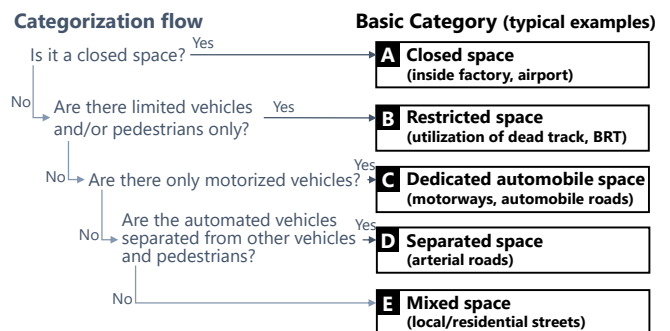 Categorization flow
Basic Category (typical examples)
Is it a closed space?
Yes
A
Closed space
(inside factory, airport)
No
Are there limited vehicles
and/or pedestrians only?
Yes
B
Restricted space
(utilization of dead track, BRT)
No
Are there only motorized vehicles?
Yes
C
Dedicated automobile space
(motorways, automobile roads)
No
Are the automated vehicles
separated from other vehicles
and pedestrians?
Yes
D
Separated space
(arterial roads)
No
E
Mixed space
(local/residential streets)